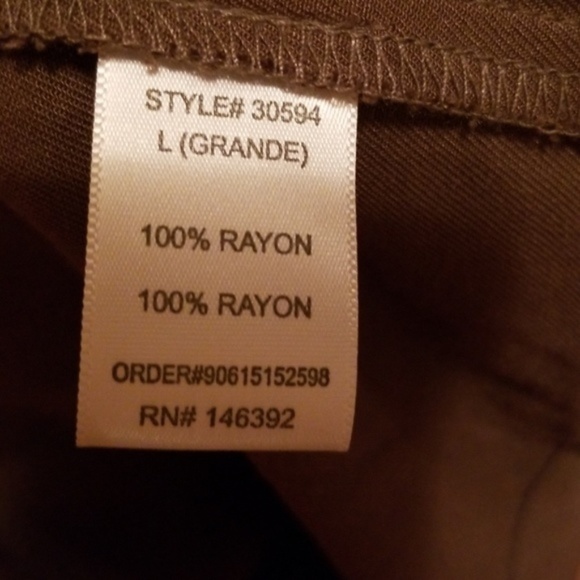 STYLE# 30594
L (GRANDE)
100% RAYON
100% RAYON
ORDER#90615152598
RN# 146392